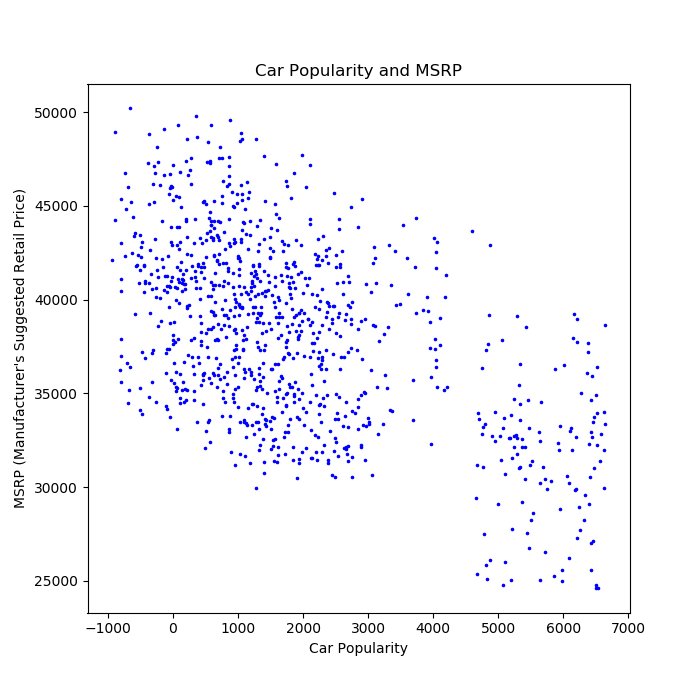 Car Popularity and MSRP
MSRP (Manufacturer's Suggested Retail Price)
50000
45000
40000
35000
30000
25000
−1000 0 1000 2000 3000 4000 5000 6000 7000
Car Popularity